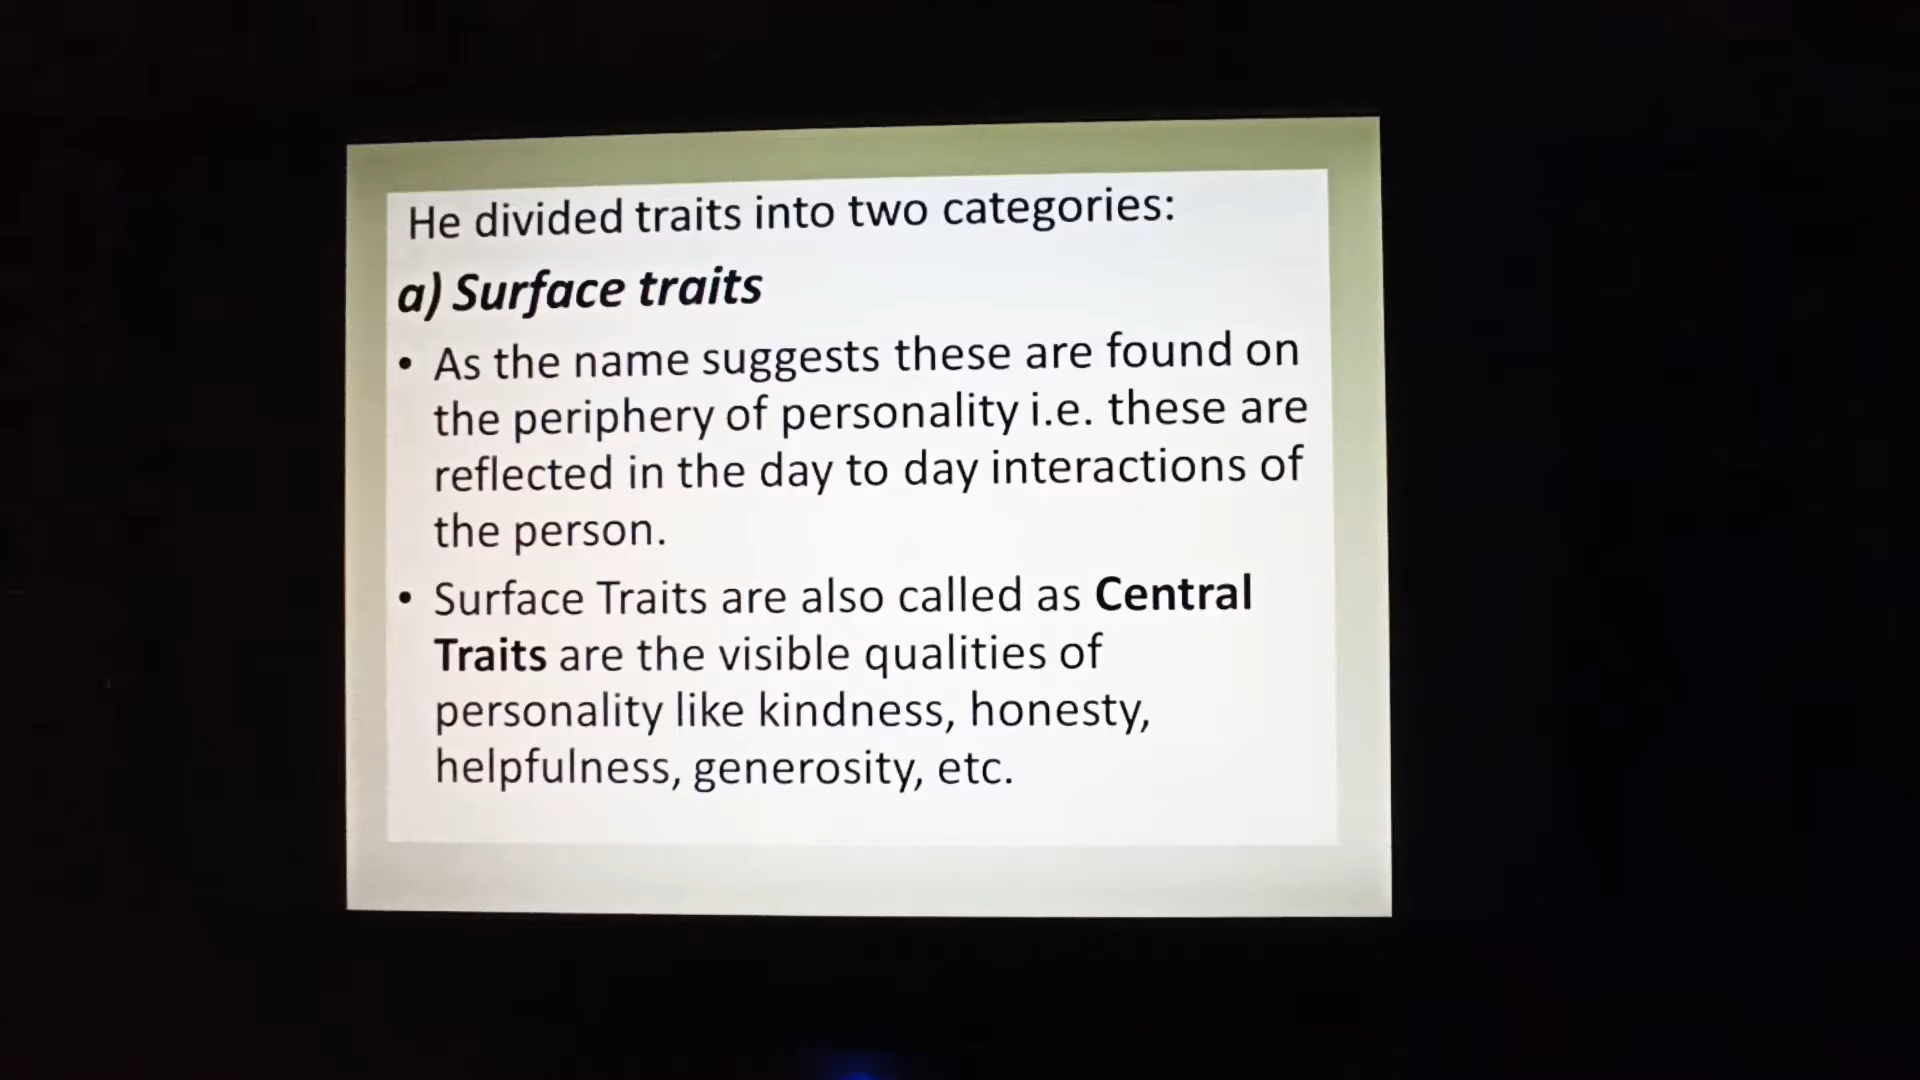 He divided traits into two categories:
a) Surface traits
• As the name suggests these are found on
the periphery of personality i.e. these are
reflected in the day to day interactions of
the person.
• Surface Traits are also called as Central
Traits are the visible qualities of
personality like kindness, honesty,
helpfulness, generosity, etc.